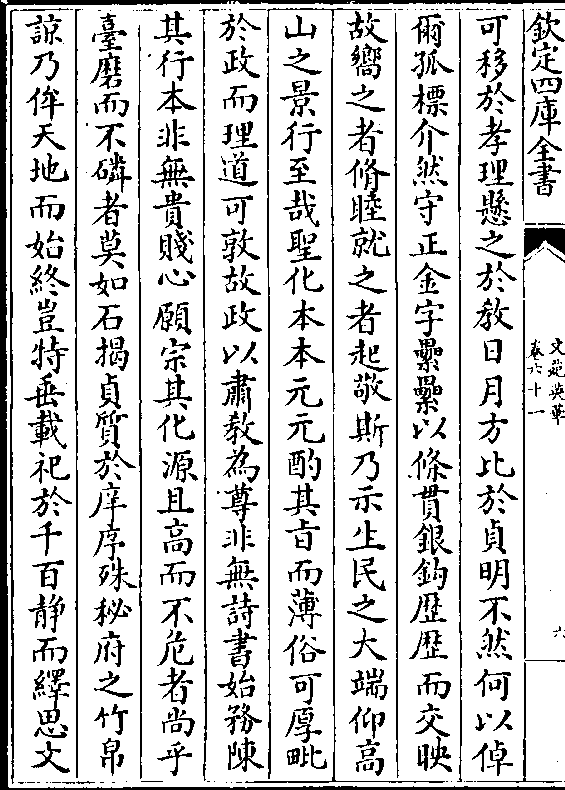 欽定四庫全書
文苑英華
卷六十一
六
可移於孝理懸之於教日月方比於貞明不然何以倬
爾孤標介然守正金字纍纍以條貫銀鈎歴歴而交映
故嚮之者脩睦就之者起敬斯乃示生民之大端仰高
山之景行至哉聖化本本元元酌其㫖而薄俗可厚毗
於政而理道可敦故政以肅教為尊非無詩書始務陳
其行本非無貴賤心願宗其化源且高而不危者尚乎
臺磨而不磷者莫如石揭貞質於庠序殊秘府之竹帛
諒乃侔天地而始終豈特垂載祀於千百静而繹思文